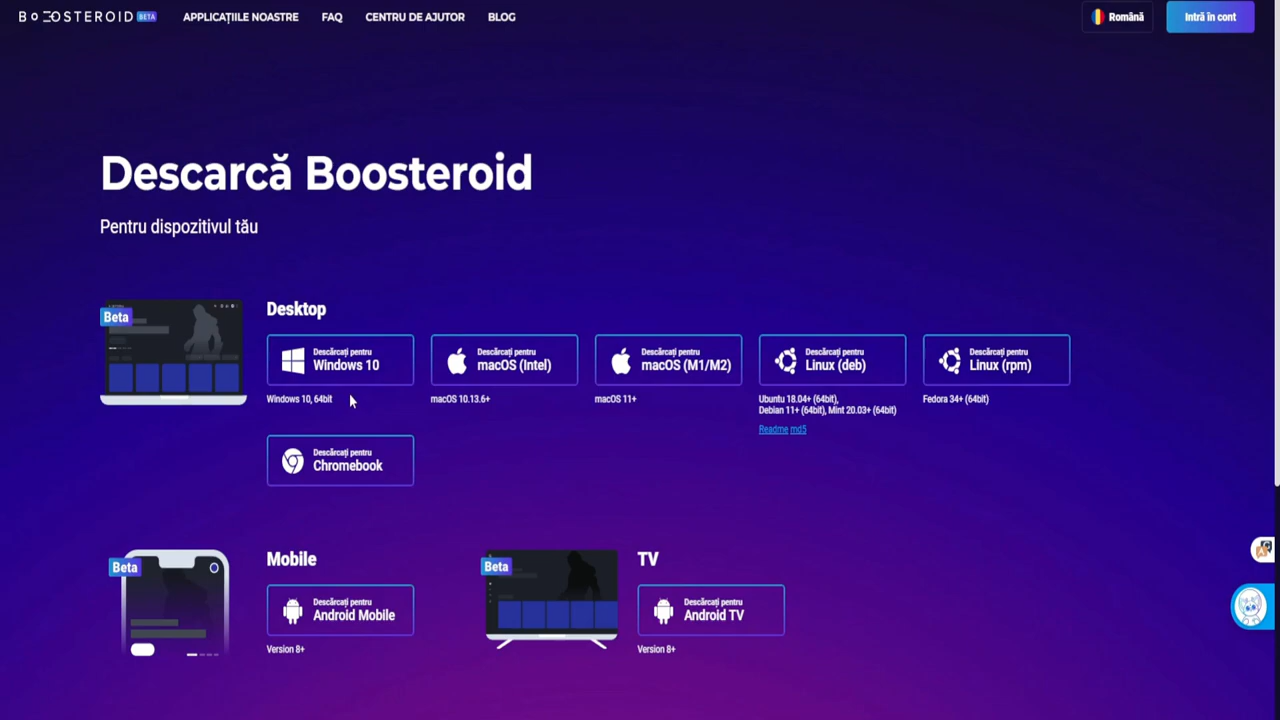 BOOSTEROID BETA
APPLICAȚIILE NOASTRE
FAQ
CENTRU DE AJUTOR
BLOG
Română
Intră în cont
Descarcă Boosteroid
Pentru dispozitivul tău
Beta
Desktop
Descărcați pentru
Windows 10
Windows 10, 64bit
Descărcați pentru
macOS (Intel)
macOS 10.13.6+
Descărcați pentru
macOS (M1/M2)
macOS 11+
Descărcați pentru
Linux (deb)
Ubuntu 18.04+ (64bit),
Debian 11+ (64bit), Mint 20.03+ (64bit)
Readme md5
Descărcați pentru
Linux (rpm)
Fedora 34+ (64bit)
Descărcați pentru
Chromebook
Beta
Mobile
Descărcați pentru
Android Mobile
Version 8+
Beta
TV
Descărcați pentru
Android TV
Version 8+